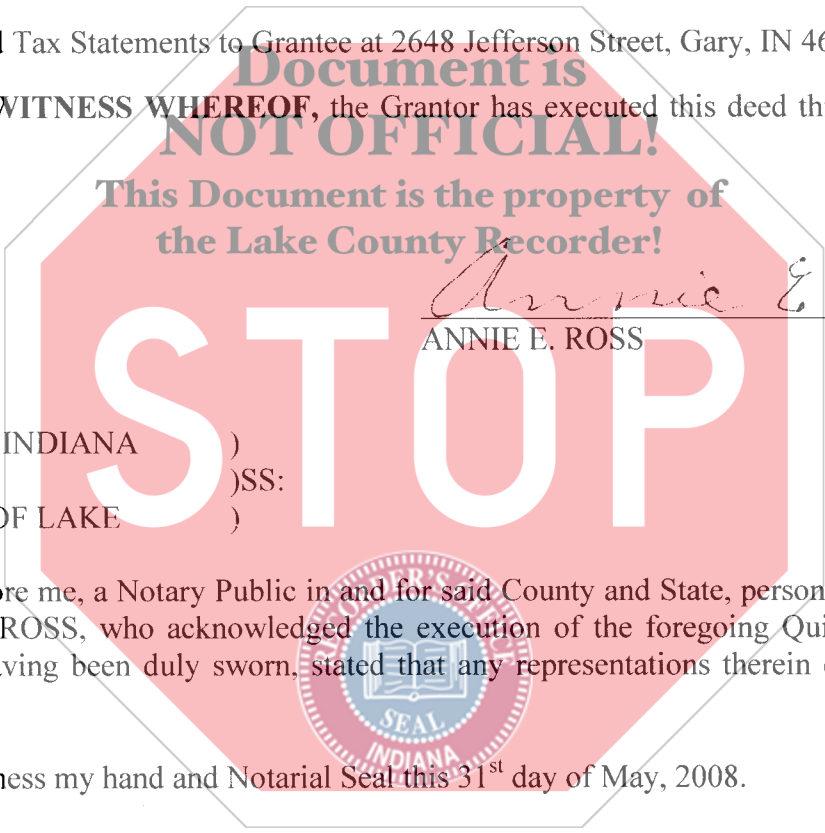 Tax Statements to Grantee at 2648 Jefferson Street, Gary, IN 46
Document is
WITNESS WHEREOF, the Grantor has executed this deed th
NOT OFFICIAL!
This Document is the property of
the Lake County Recorder!
Annie E
ANNIE E. ROSS
STOP
INDIANA )
)SS:
OF LAKE )
ore me, a Notary Public in and for said County and State, person
ROSS, who acknowledged the execution of the foregoing Qui
ving been duly sworn, stated that any representations therein
RECORDER'S OFFICE
SEAL
INDIANA
ness my hand and Notarial Seal this 31st day of May, 2008.